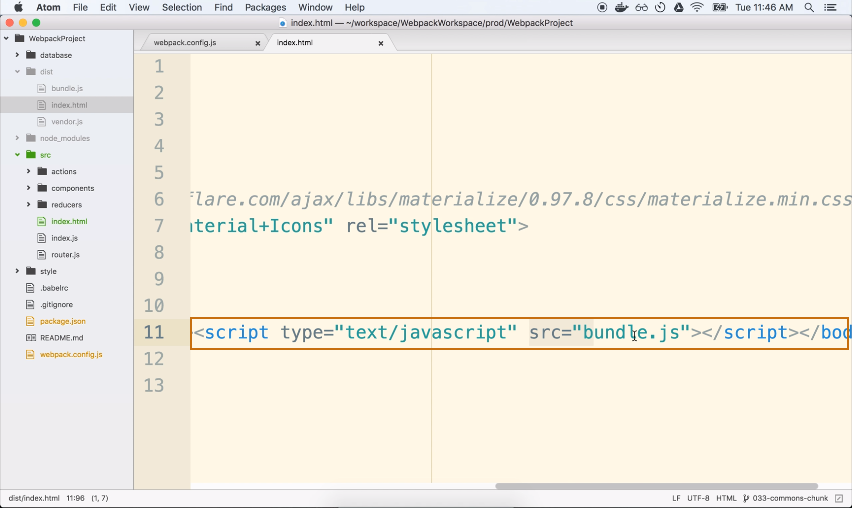 Atom File Edit View Selection Find Packages Window Help Tue 11:46 AM
index.html — ~/workspace/WebpackWorkspace/prod/WebpackProject
WebpackProject
database
dist
bundle.js
index.html
vendor.js
node_modules
src
actions
components
reducers
index.html
index.js
router.js
style
.babelrc
.gitignore
package.json
README.md
webpack.config.js
webpack.config.js index.html
1
2
3
4
5
6 flare.com/ajax/libs/materialize/0.97.8/css/materialize.min.css
7 aterial+Icons" rel="stylesheet">
8
9
10
11 <script type="text/javascript" src="bundle.js"></script></bod
12
13
dist/index.html 11:96 (1, 7) LF UTF-8 HTML 033-commons-chunk